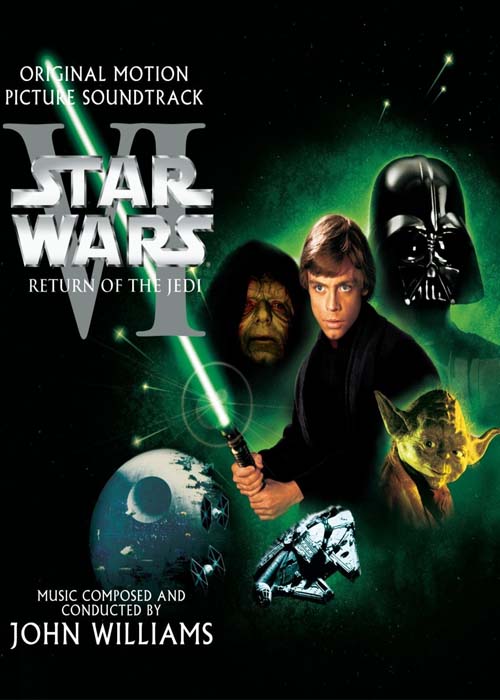 ORIGINAL MOTION
PICTURE SOUNDTRACK
VI
STAR
WARS
RETURN OF THE JEDI
MUSIC COMPOSED AND
CONDUCTED BY
JOHN WILLIAMS